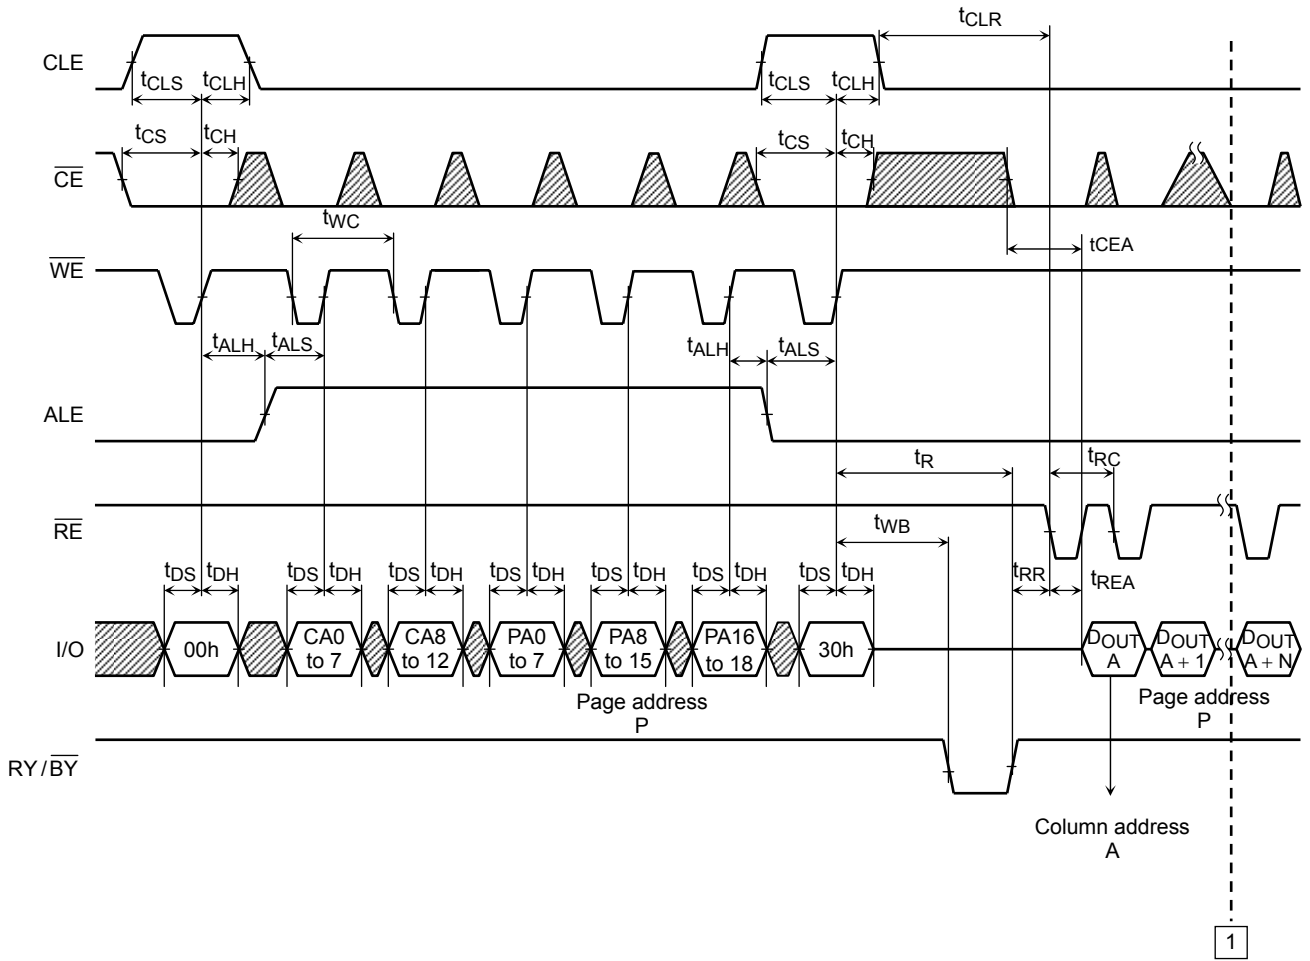 tCLR
CLE
tCLS tCLH tCLS tCLH
tCS tCH tCS tCH
CE
tWC tCEA
WE
tALH tALS tALH tALS
ALE
tR tRC
RE
tWB
tDS tDH tDS tDH tDS tDH tDS tDH tDS tDH tDS tDH tDS tDH tRR tREA
I/O 00h CA0 to 7 CA8 to 12 PA0 to 7 PA8 to 15 PA16 to 18 30h DOUT A DOUT A + 1 DOUT A + N
Page address P
Page address P
RY/BY
Column address
A
1